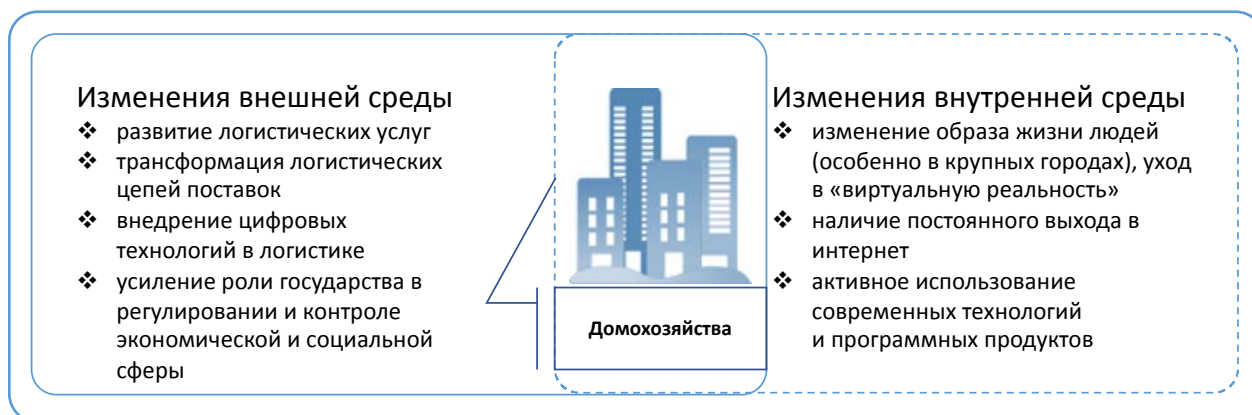 Изменения внешней среды
❖ развитие логистических услуг
❖ трансформация логистических
цепей поставок
❖ внедрение цифровых
технологий в логистике
❖ усиление роли государства в
регулировании и контроле
экономической и социальной
сферы
Домохозяйства
Изменения внутренней среды
❖ изменение образа жизни людей
(особенно в крупных городах), уход
в «виртуальную реальность»
❖ наличие постоянного выхода в
интернет
❖ активное использование
современных технологий
и программных продуктов